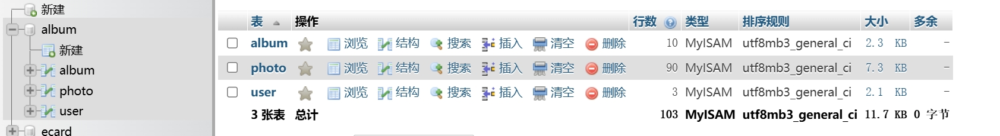 新建
album
新建
album
photo
user
ecard
表 操作 行数 类型 排序规则 大小 多余
album 浏览 结构 搜索 插入 清空 删除 10 MyISAM utf8mb3_general_ci 2.3 KB -
photo 浏览 结构 搜索 插入 清空 删除 90 MyISAM utf8mb3_general_ci 7.3 KB -
user 浏览 结构 搜索 插入 清空 删除 3 MyISAM utf8mb3_general_ci 2.1 KB -
3 张表 总计 103 MyISAM utf8mb3_general_ci 11.7 KB 0 字节